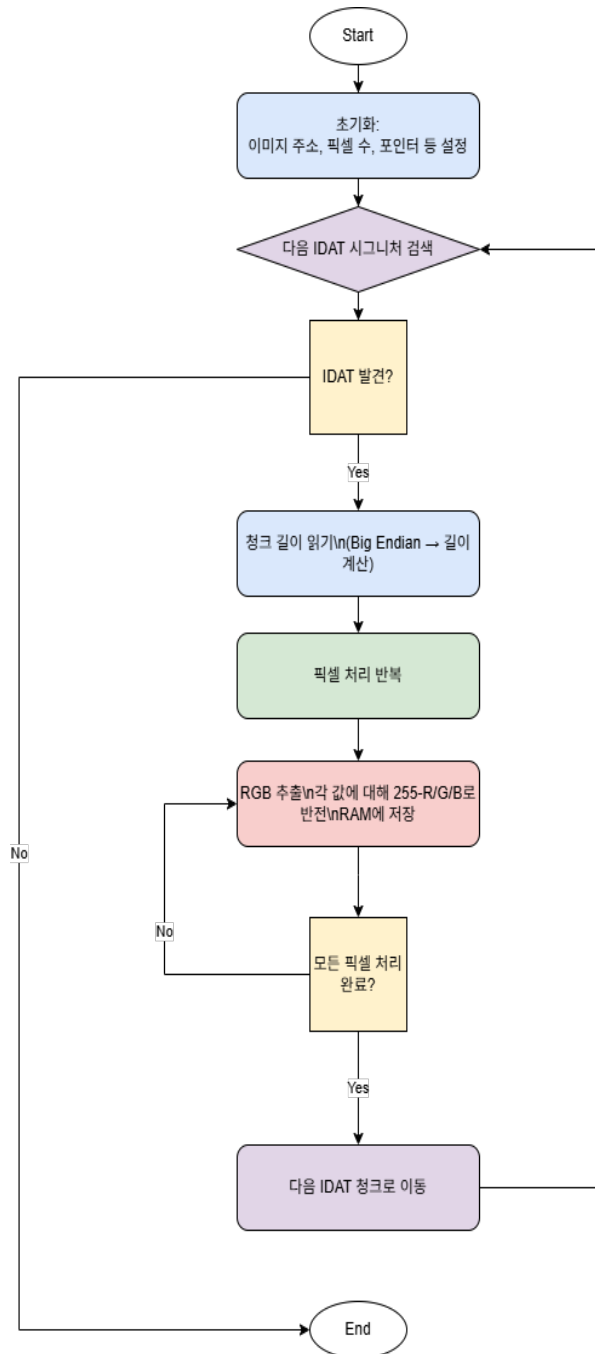 Start
초기화:
이미지 주소, 픽셀 수, 포인터 등 설정
다음 IDAT 시그니처 검색
IDAT 발견?
Yes
청크 길이 읽기\n(Big Endian → 길이
계산)
픽셀 처리 반복
RGB 추출\n각 값에 대해 255-R/G/B로
반전\nRAM에 저장
No
No
모든 픽셀 처리
완료?
Yes
다음 IDAT 청크로 이동
End